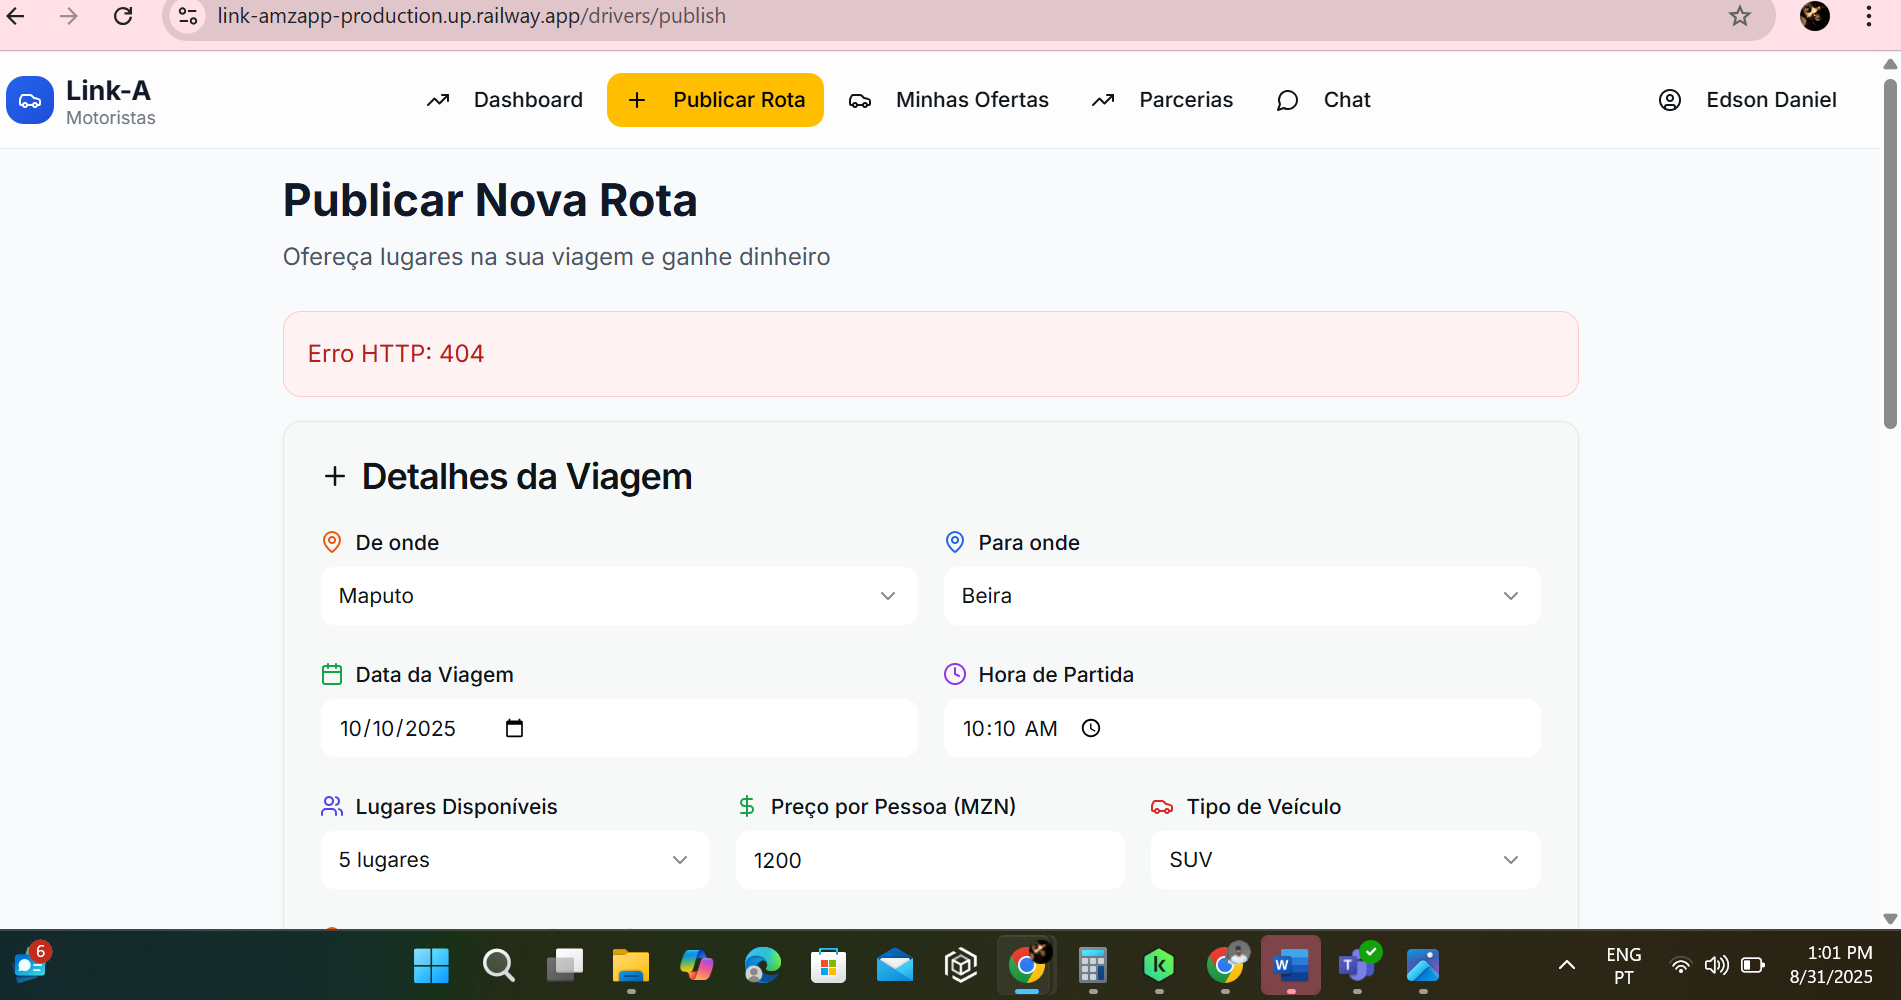 link-amzapp-production.up.railway.app/drivers/publish
Link-A
Motoristas
Dashboard
Publicar Rota
Minhas Ofertas
Parcerias
Chat
Edson Daniel
Publicar Nova Rota
Ofereça lugares na sua viagem e ganhe dinheiro
Erro HTTP: 404
Detalhes da Viagem
De onde
Para onde
Maputo
Beira
Data da Viagem
Hora de Partida
10/10/2025
10:10 AM
Lugares Disponíveis
Preço por Pessoa (MZN)
Tipo de Veículo
5 lugares
1200
SUV
6
ENG
PT
1:01 PM
8/31/2025